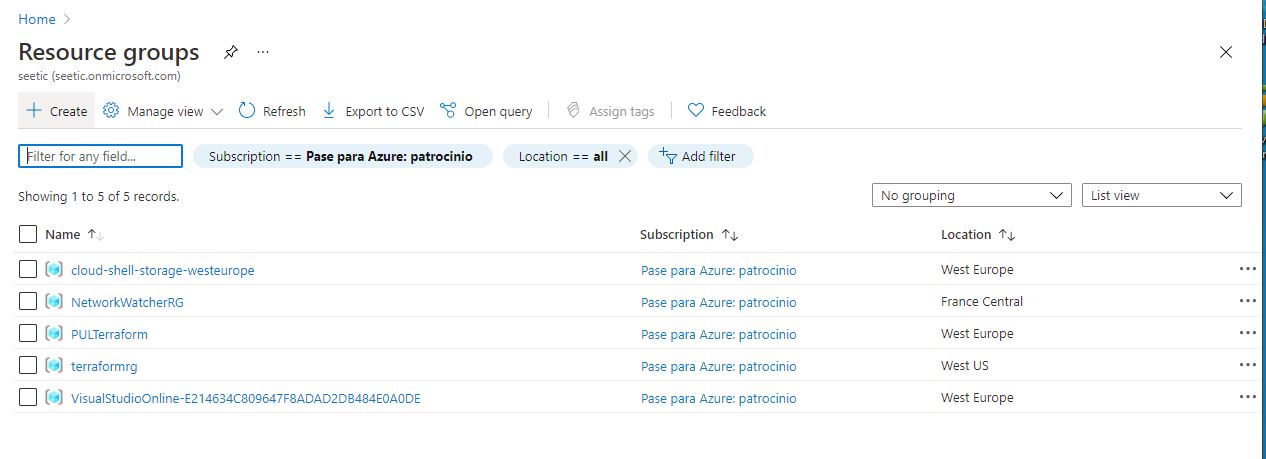 Home
Resource groups
seetic (seetic.onmicrosoft.com)
Create Manage view Refresh Export to CSV Open query Assign tags Feedback
Filter for any field... Subscription == Pase para Azure: patrocinio Location == all Add filter
Showing 1 to 5 of 5 records. No grouping List view
Name Subscription Location
cloud-shell-storage-westeurope Pase para Azure: patrocinio West Europe
NetworkWatcherRG Pase para Azure: patrocinio France Central
PULTerraform Pase para Azure: patrocinio West Europe
terraformrg Pase para Azure: patrocinio West US
VisualStudioOnline-E214634C809647F8ADAD2DB484E0A0DE Pase para Azure: patrocinio West Europe